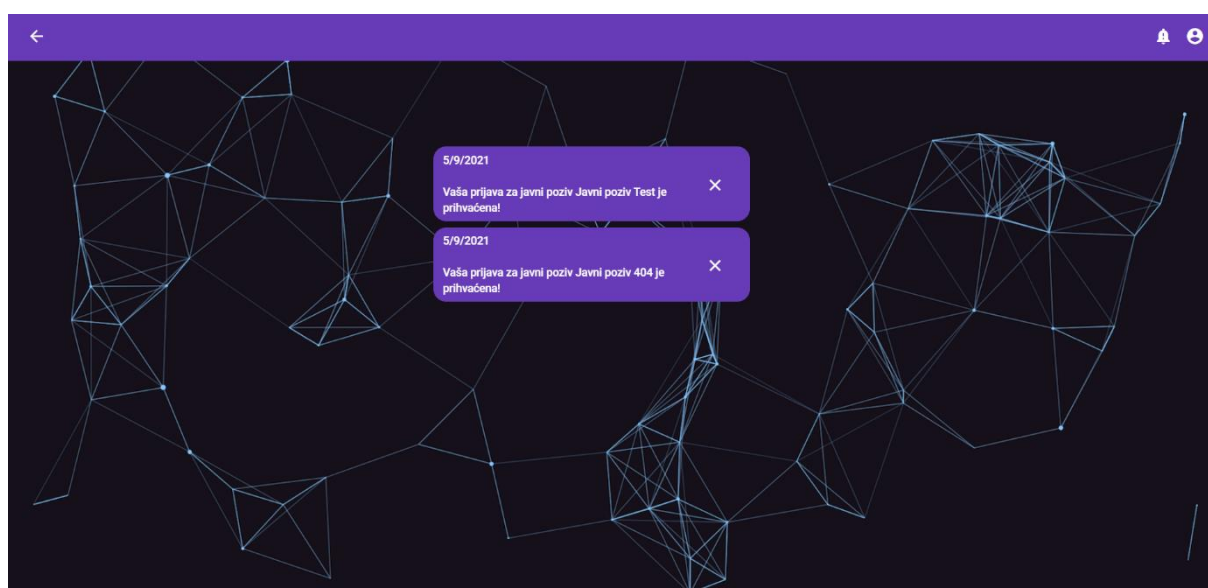 5/9/2021
Vaša prijava za javni poziv Javni poziv Test je
prihvaćena!
5/9/2021
Vaša prijava za javni poziv Javni poziv 404 je
prihvaćena!